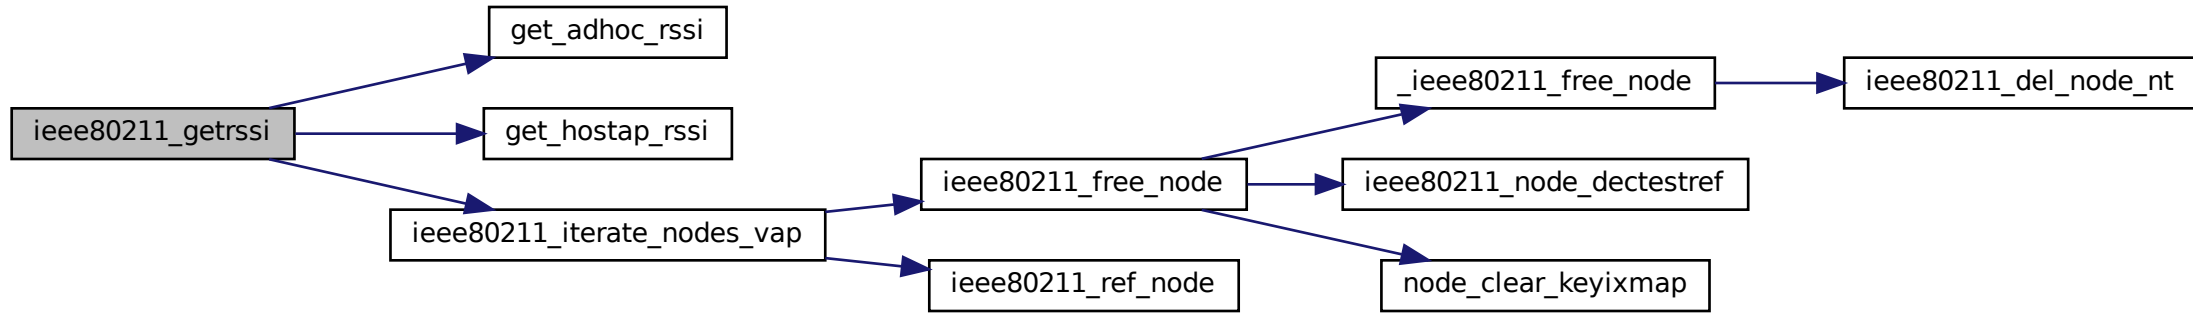 ieee80211_getrssi
get_adhoc_rssi
get_hostap_rssi
ieee80211_iterate_nodes_vap
ieee80211_free_node
ieee80211_ref_node
_ieee80211_free_node
ieee80211_node_dectestref
node_clear_keyixmap
ieee80211_del_node_nt